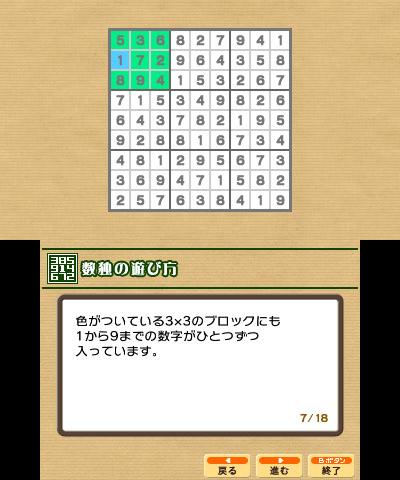 5 3 6 8 2 7 9 4 1
1 7 2 9 6 4 3 5 8
8 9 4 1 5 3 2 6 7
7 1 5 3 4 9 8 2 6
6 4 3 7 8 2 1 9 5
9 2 8 8 1 6 7 3 4
4 8 1 2 9 5 6 7 3
3 6 9 4 7 1 5 8 2
2 5 7 6 3 8 4 1 9
385
914
672
数独の遊び方
色がついている3×3のブロックにも
1から9までの数字がひとつずつ
入っています。
7/18
戻る
進む
Bボタン
終了